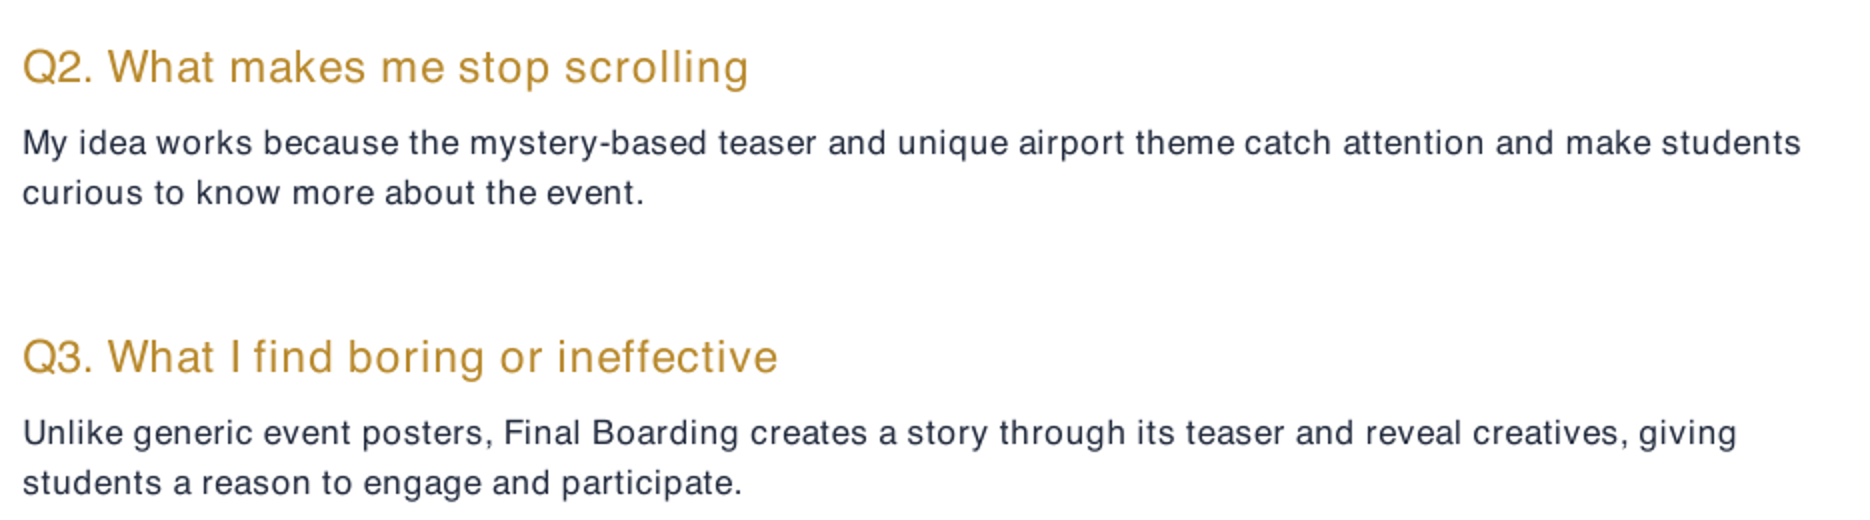 Q2. What makes me stop scrolling
My idea works because the mystery-based teaser and unique airport theme catch attention and make students
curious to know more about the event.
Q3. What I find boring or ineffective
Unlike generic event posters, Final Boarding creates a story through its teaser and reveal creatives, giving
students a reason to engage and participate.